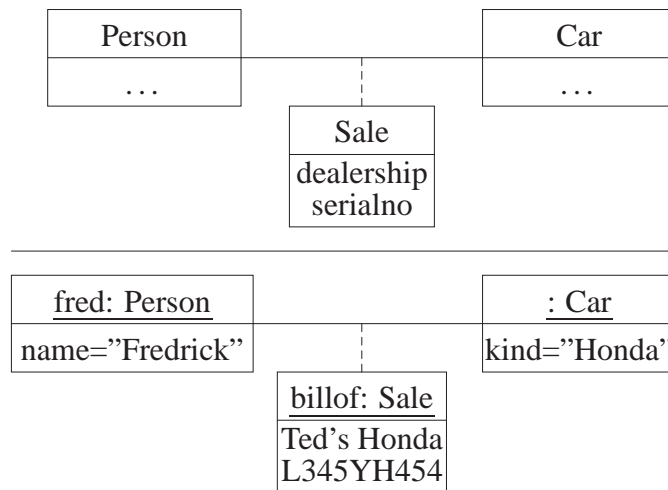 Person
Car
...
...
Sale
dealership
serialno
fred: Person
: Car
name=”Fredrick”
kind=”Honda”
billof: Sale
Ted’s Honda
L345YH454